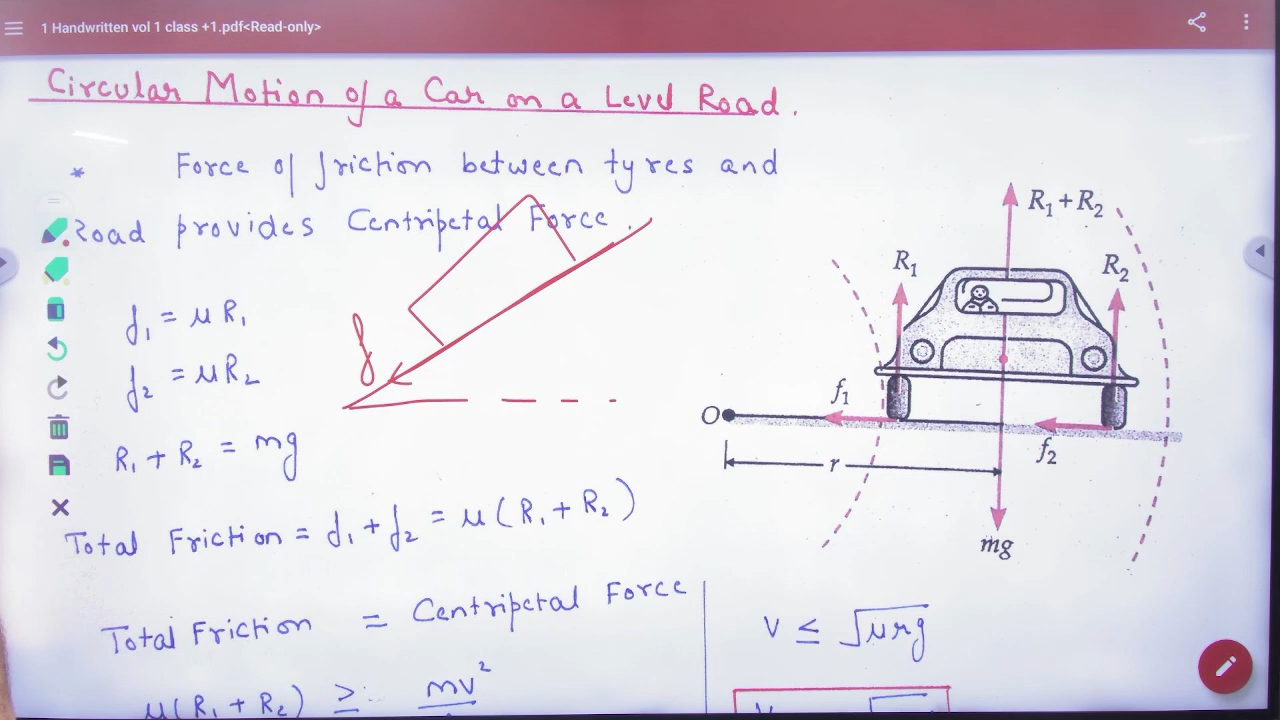 1 Handwritten vol 1 class +1.pdf<Read-only>
Circular Motion of a Car on a Level Road.
* Force of friction between tyres and
Road provides Centripetal Force.
f₁ = μR₁
f₂ = μR₂
R₁ + R₂ = mg
Total Friction = f₁ + f₂ = μ(R₁ + R₂)
Total Friction = Centripetal Force
μ(R₁ + R₂) ≥ mv²
f
R₁ + R₂
R₁
R₂
f₁
O
f₂
r
mg
v ≤ √μrg